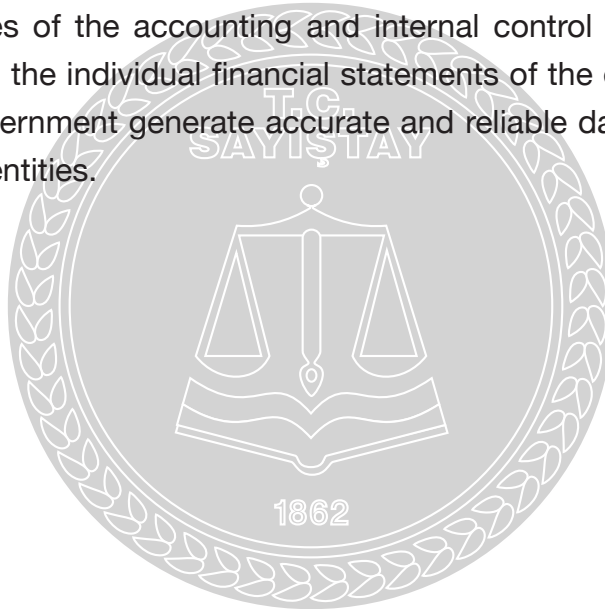 es of the accounting and internal control
the individual financial statements of the
T.C.
ernment generate accurate and reliable da
SAYIŞTAY
entities.
1862